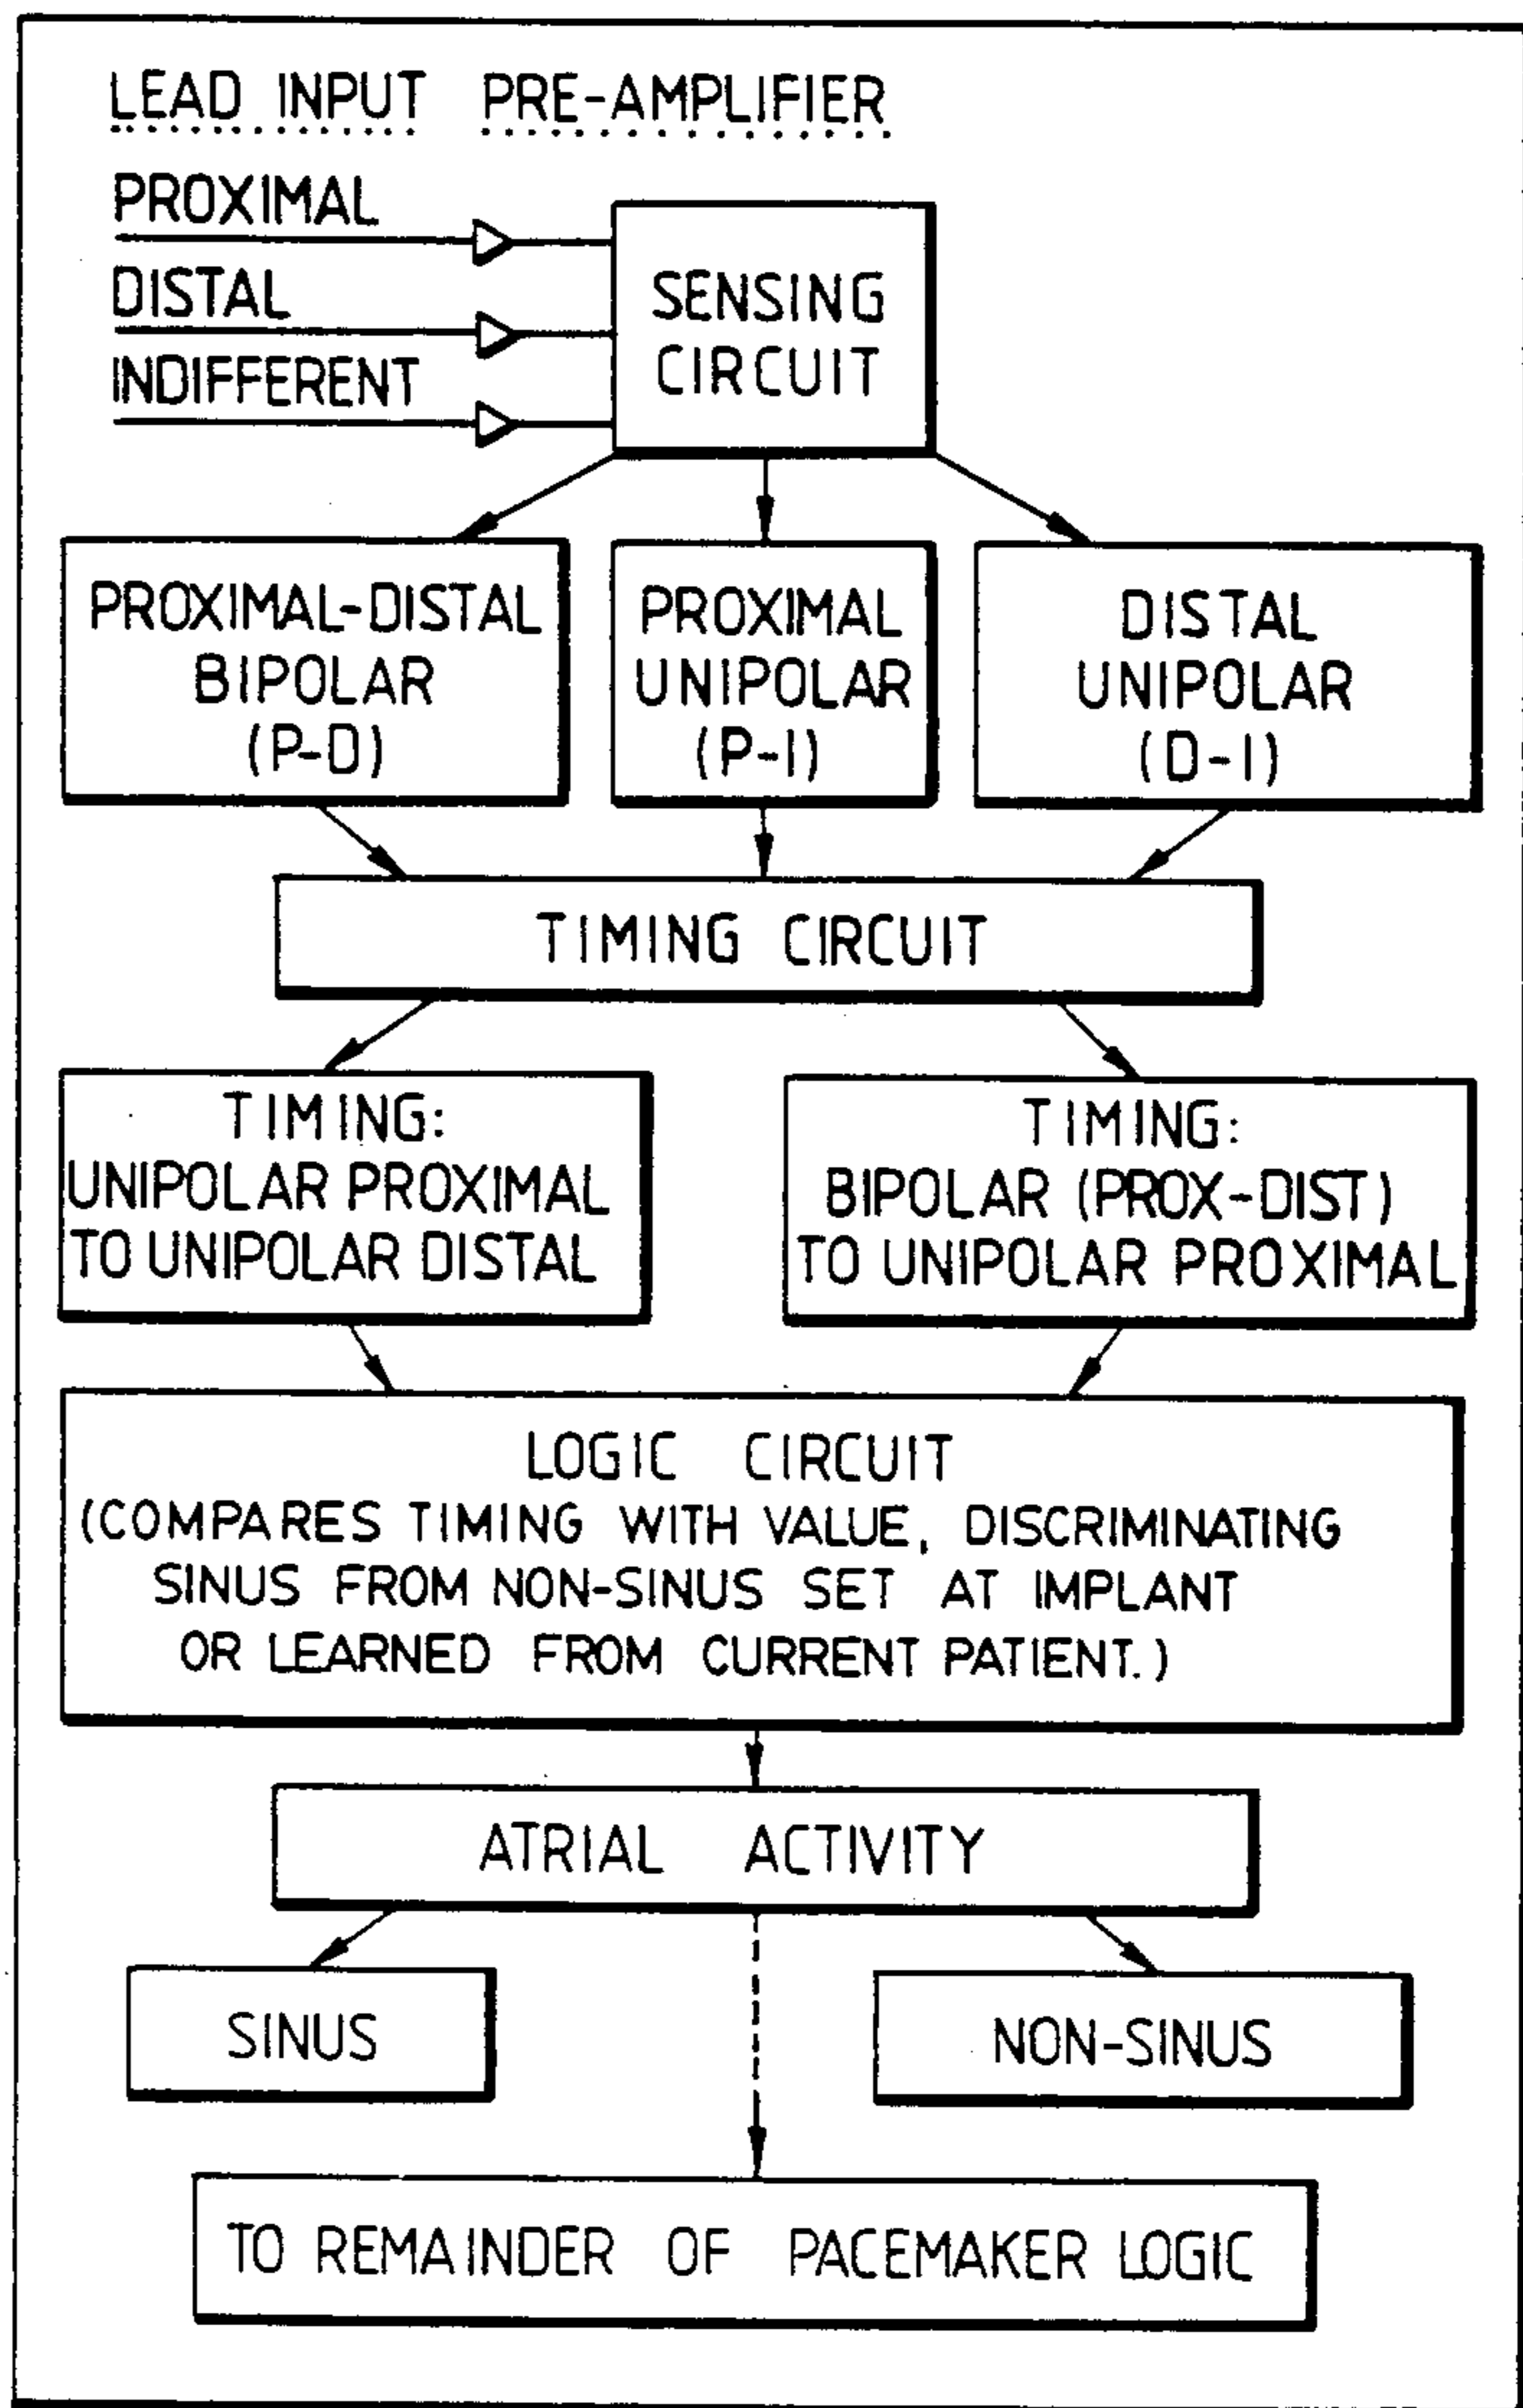 LEAD INPUT PRE-AMPLIFIER
PROXIMAL
DISTAL
INDIFFERENT
SENSING
CIRCUIT
PROXIMAL-DISTAL
BIPOLAR
(P-D)
PROXIMAL
UNIPOLAR
(P-I)
DISTAL
UNIPOLAR
(D-I)
TIMING CIRCUIT
TIMING:
UNIPOLAR PROXIMAL
TO UNIPOLAR DISTAL
TIMING:
BIPOLAR (PROX-DIST)
TO UNIPOLAR PROXIMAL
LOGIC CIRCUIT
(COMPARES TIMING WITH VALUE, DISCRIMINATING
SINUS FROM NON-SINUS SET AT IMPLANT
OR LEARNED FROM CURRENT PATIENT.)
ATRIAL ACTIVITY
SINUS
NON-SINUS
TO REMAINDER OF PACEMAKER LOGIC